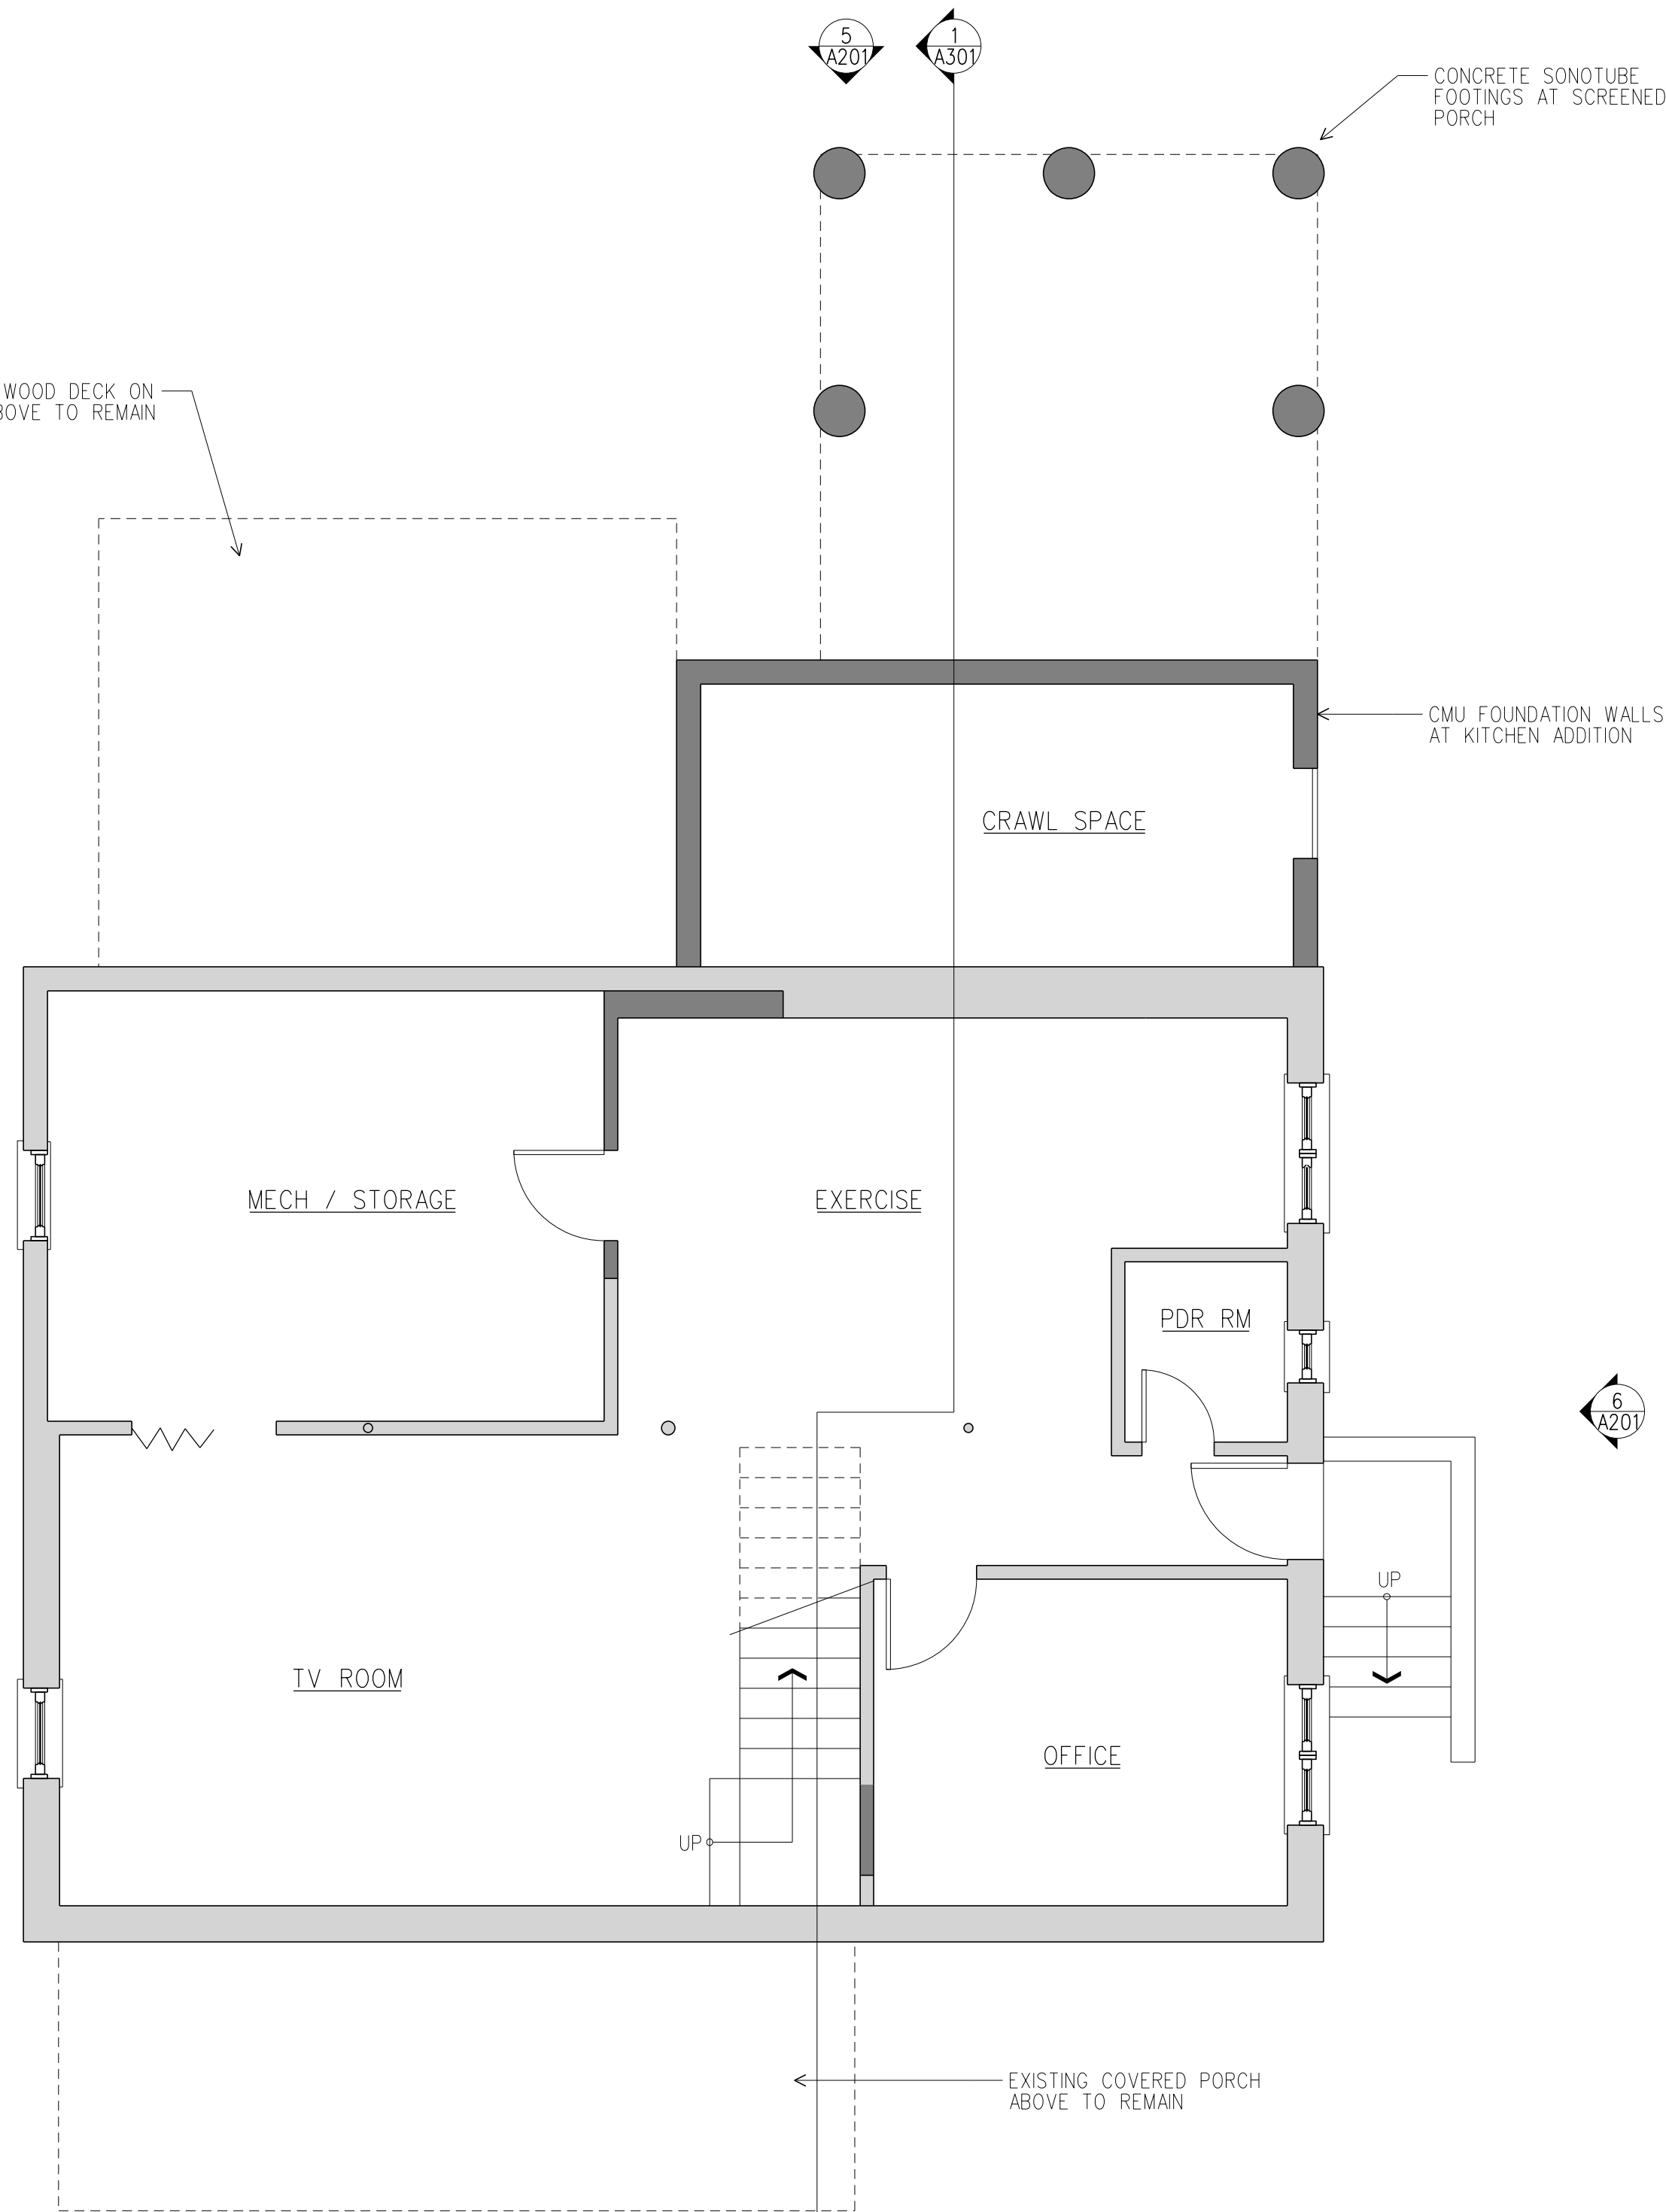 5
A201
1
A301
CONCRETE SONOTUBE
FOOTINGS AT SCREENED
PORCH
WOOD DECK ON
BOVE TO REMAIN
CMU FOUNDATION WALLS
AT KITCHEN ADDITION
CRAWL SPACE
MECH / STORAGE
EXERCISE
PDR RM
6
A201
UP
TV ROOM
OFFICE
UP
EXISTING COVERED PORCH
ABOVE TO REMAIN